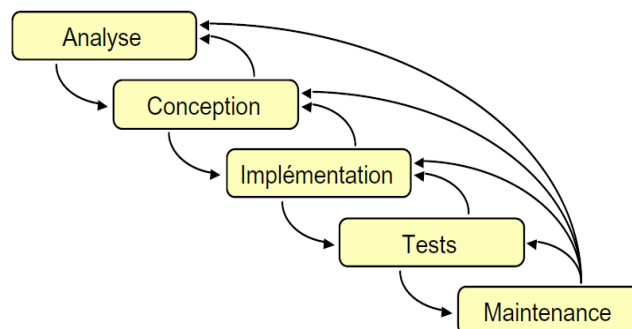 Analyse
Conception
Implémentation
Tests
Maintenance